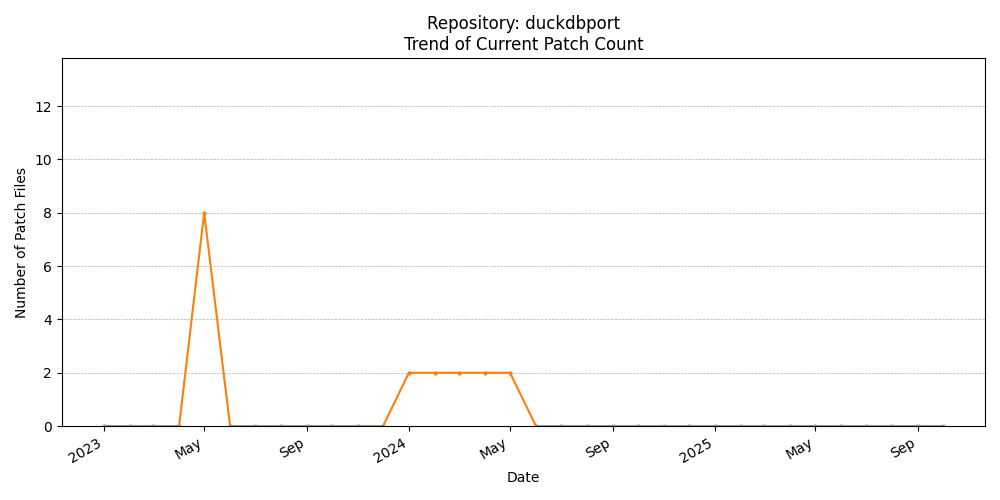 Repository: duckdbport
Trend of Current Patch Count
Number of Patch Files
12
10
8
6
4
2
0
2023
May
Sep
2024
May
Sep
2025
May
Sep
Date